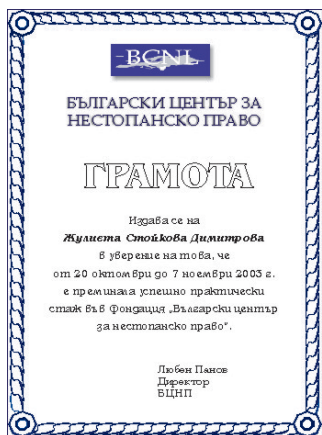 BCNL
БЪЛГАРСКИ ЦЕНТЪР ЗА
НЕСТОПАНСКО ПРАВО
ГРАМОТА
Издава се на
Жулиета Стойкова Димитрова
в уверение на това, че
от 20 октомври до 7 ноември 2003 г.
е преминала успешно практически
стаж във Фондация „Български център
за нестопанско право“.
Любен Панов
Директор
БЦНП